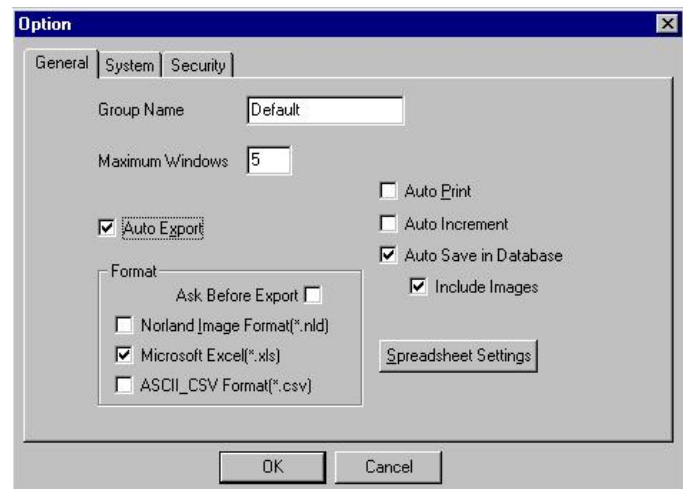 Option
General System Security
Group Name Default
Maximum Windows 5
Auto Print
Auto Export
Auto Increment
Auto Save in Database
Include Images
Format
Ask Before Export
Norland Image Format(*.nld)
Microsoft Excel(*.xls)
ASCII_CSV Format(*.csv)
Spreadsheet Settings
OK Cancel